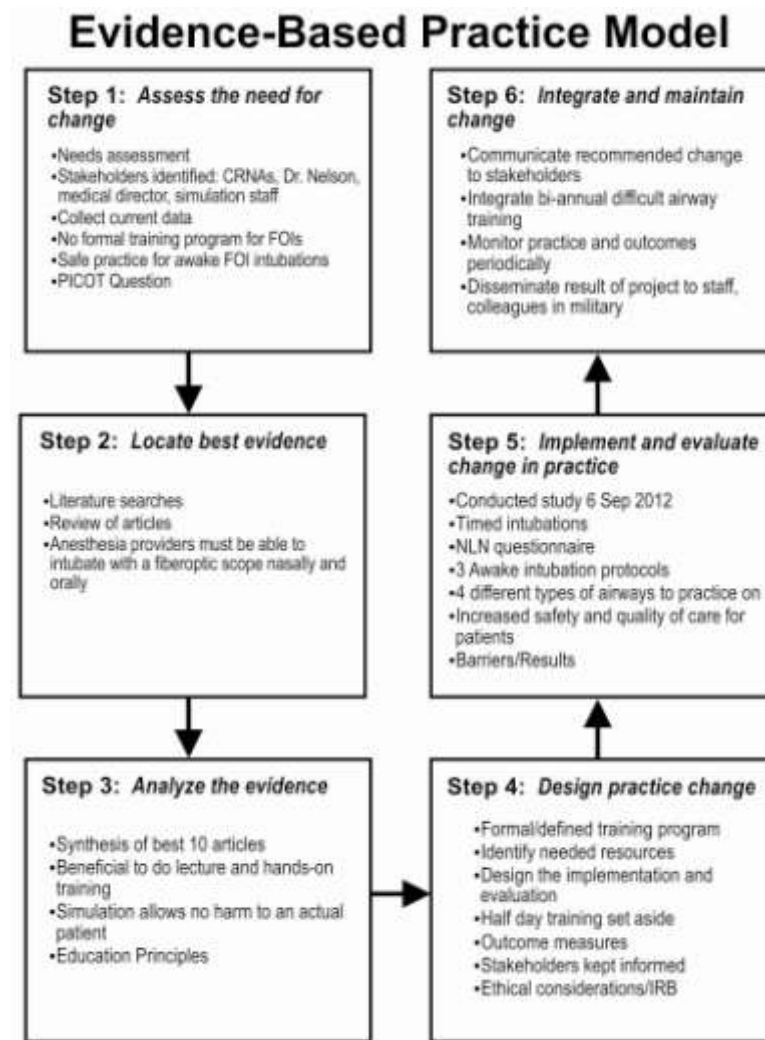 Evidence-Based Practice Model
Step 1: Assess the need for
change
•Needs assessment
•Stakeholders identified: CRNAs, Dr. Nelson,
medical director, simulation staff
•Collect current data
•No formal training program for FOIs
•Safe practice for awake FOI intubations
•PICOT Question
Step 2: Locate best evidence
•Literature searches
•Review of articles
•Anesthesia providers must be able to
intubate with a fiberoptic scope nasally and
orally
Step 3: Analyze the evidence
•Synthesis of best 10 articles
•Beneficial to do lecture and hands-on
training
•Simulation allows no harm to an actual
patient
•Education Principles
Step 4: Design practice change
•Formal/defined training program
•Identify needed resources
•Design the implementation and
evaluation
•Half day training set aside
•Outcome measures
•Stakeholders kept informed
•Ethical considerations/IRB
Step 5: Implement and evaluate
change in practice
•Conducted study 6 Sep 2012
•Timed intubations
•NLN questionnaire
•3 Awake intubation protocols
•4 different types of airways to practice on
•Increased safety and quality of care for
patients
•Barriers/Results
Step 6: Integrate and maintain
change
•Communicate recommended change
to stakeholders
•Integrate bi-annual difficult airway
training
•Monitor practice and outcomes
periodically
•Disseminate result of project to staff,
colleagues in military